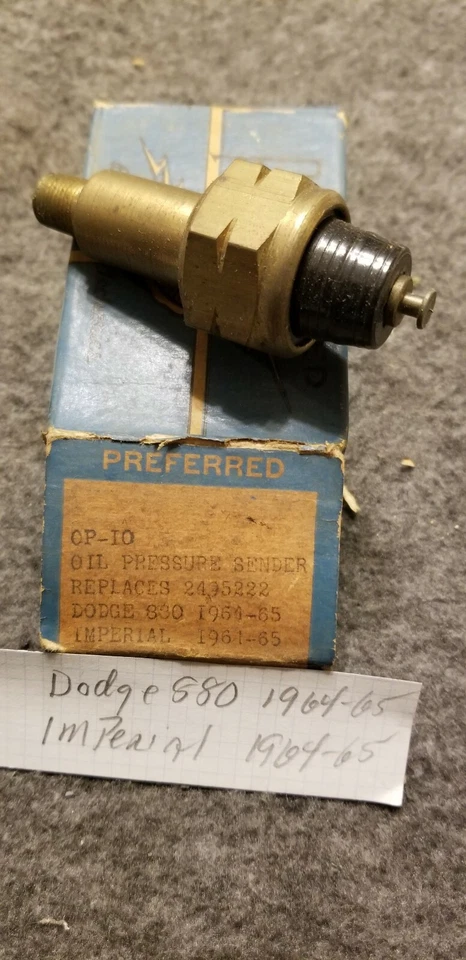 PREFERRED
OP-10
OIL PRESSURE SENDER
REPLACES 2495222
DODGE 880 1964-65
IMPERIAL 1964-65
Dodge 880 1964-65
Imperial 1964-65